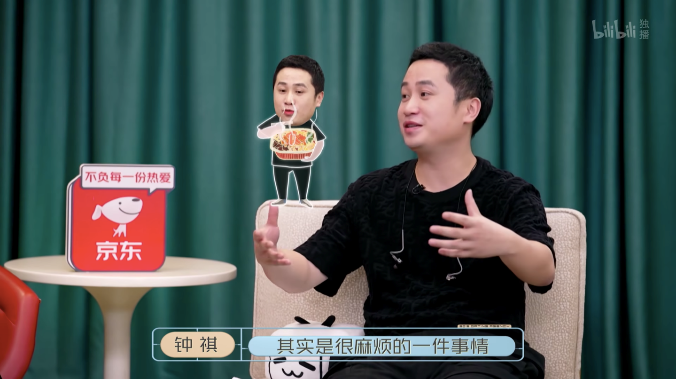 bilibili 独播
不负每一份热爱
京东
钟祺
其实是很麻烦的一件事情